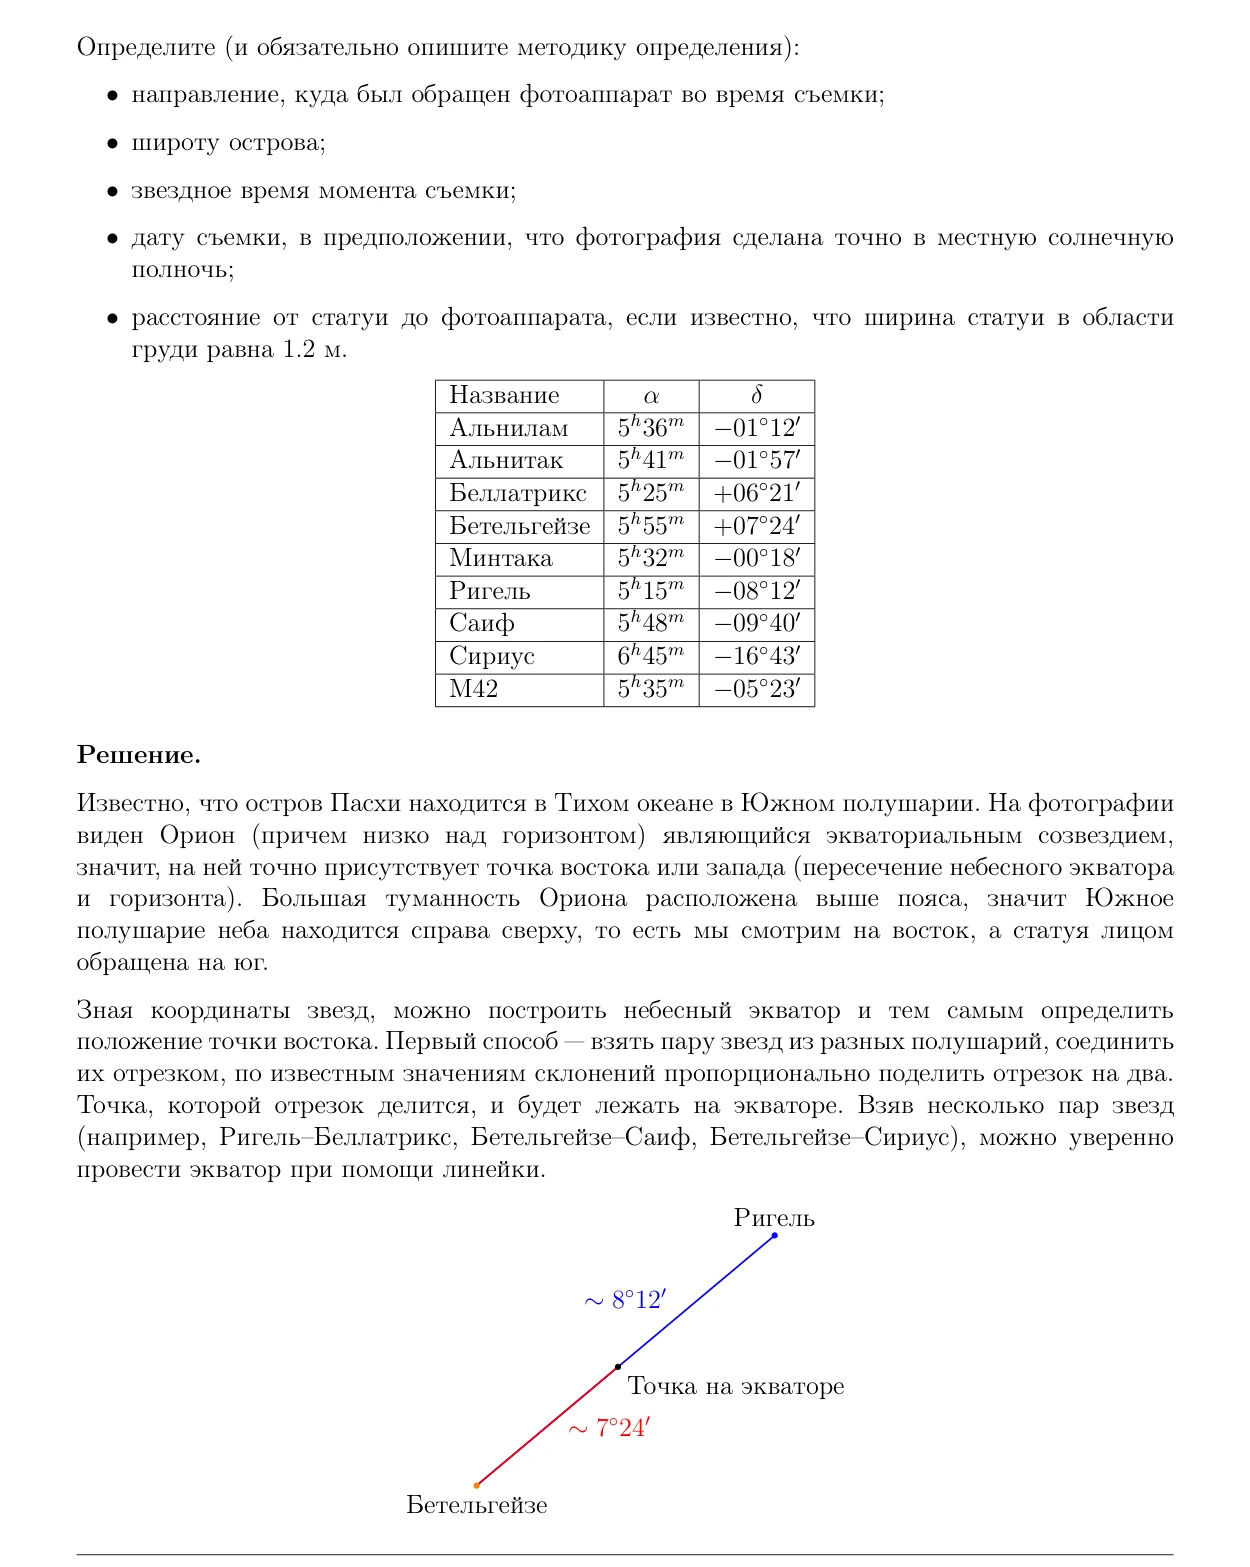 Определите (и обязательно опишите методику определения):
• направление, куда был обращен фотоаппарат во время съемки;
• широту острова;
• звездное время момента съемки;
• дату съемки, в предположении, что фотография сделана точно в местную солнечную
полночь;
• расстояние от статуи до фотоаппарата, если известно, что ширина статуи в области
груди равна 1.2 м.
Название α δ
Альнилам 5h36m −01°12′
Альнитак 5h41m −01°57′
Беллатрикс 5h25m +06°21′
Бетельгейзе 5h55m +07°24′
Минтака 5h32m −00°18′
Ригель 5h15m −08°12′
Саиф 5h48m −09°40′
Сириус 6h45m −16°43′
M42 5h35m −05°23′
Решение.
Известно, что остров Пасхи находится в Тихом океане в Южном полушарии. На фотографии
виден Орион (причем низко над горизонтом) являющийся экваториальным созвездием,
значит, на ней точно присутствует точка востока или запада (пересечение небесного экватора
и горизонта). Большая туманность Ориона расположена выше пояса, значит Южное
полушарие неба находится справа сверху, то есть мы смотрим на восток, а статуя лицом
обращена на юг.
Зная координаты звезд, можно построить небесный экватор и тем самым определить
положение точки востока. Первый способ — взять пару звезд из разных полушарий, соединить
их отрезком, по известным значениям склонений пропорционально поделить отрезок на два.
Точка, которой отрезок делится, и будет лежать на экваторе. Взяв несколько пар звезд
(например, Ригель–Беллатрикс, Бетельгейзе–Саиф, Бетельгейзе–Сириус), можно уверенно
провести экватор при помощи линейки.
Ригель
∼ 8°12′
Точка на экваторе
∼ 7°24′
Бетельгейзе